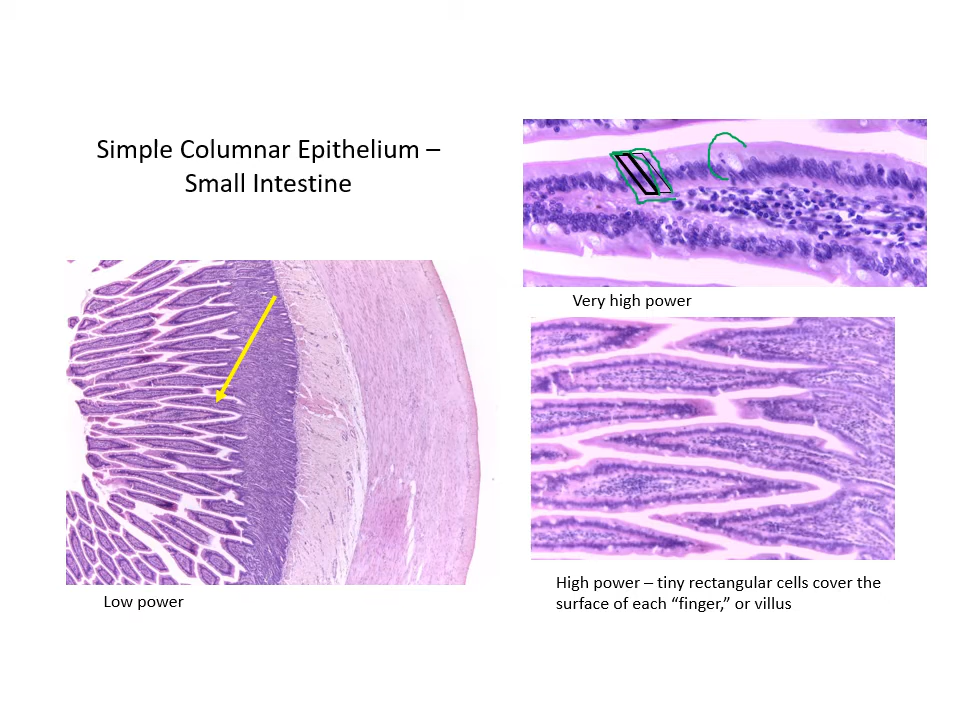 Simple Columnar Epithelium –
Small Intestine
Very high power
Low power
High power – tiny rectangular cells cover the
surface of each “finger,” or villus